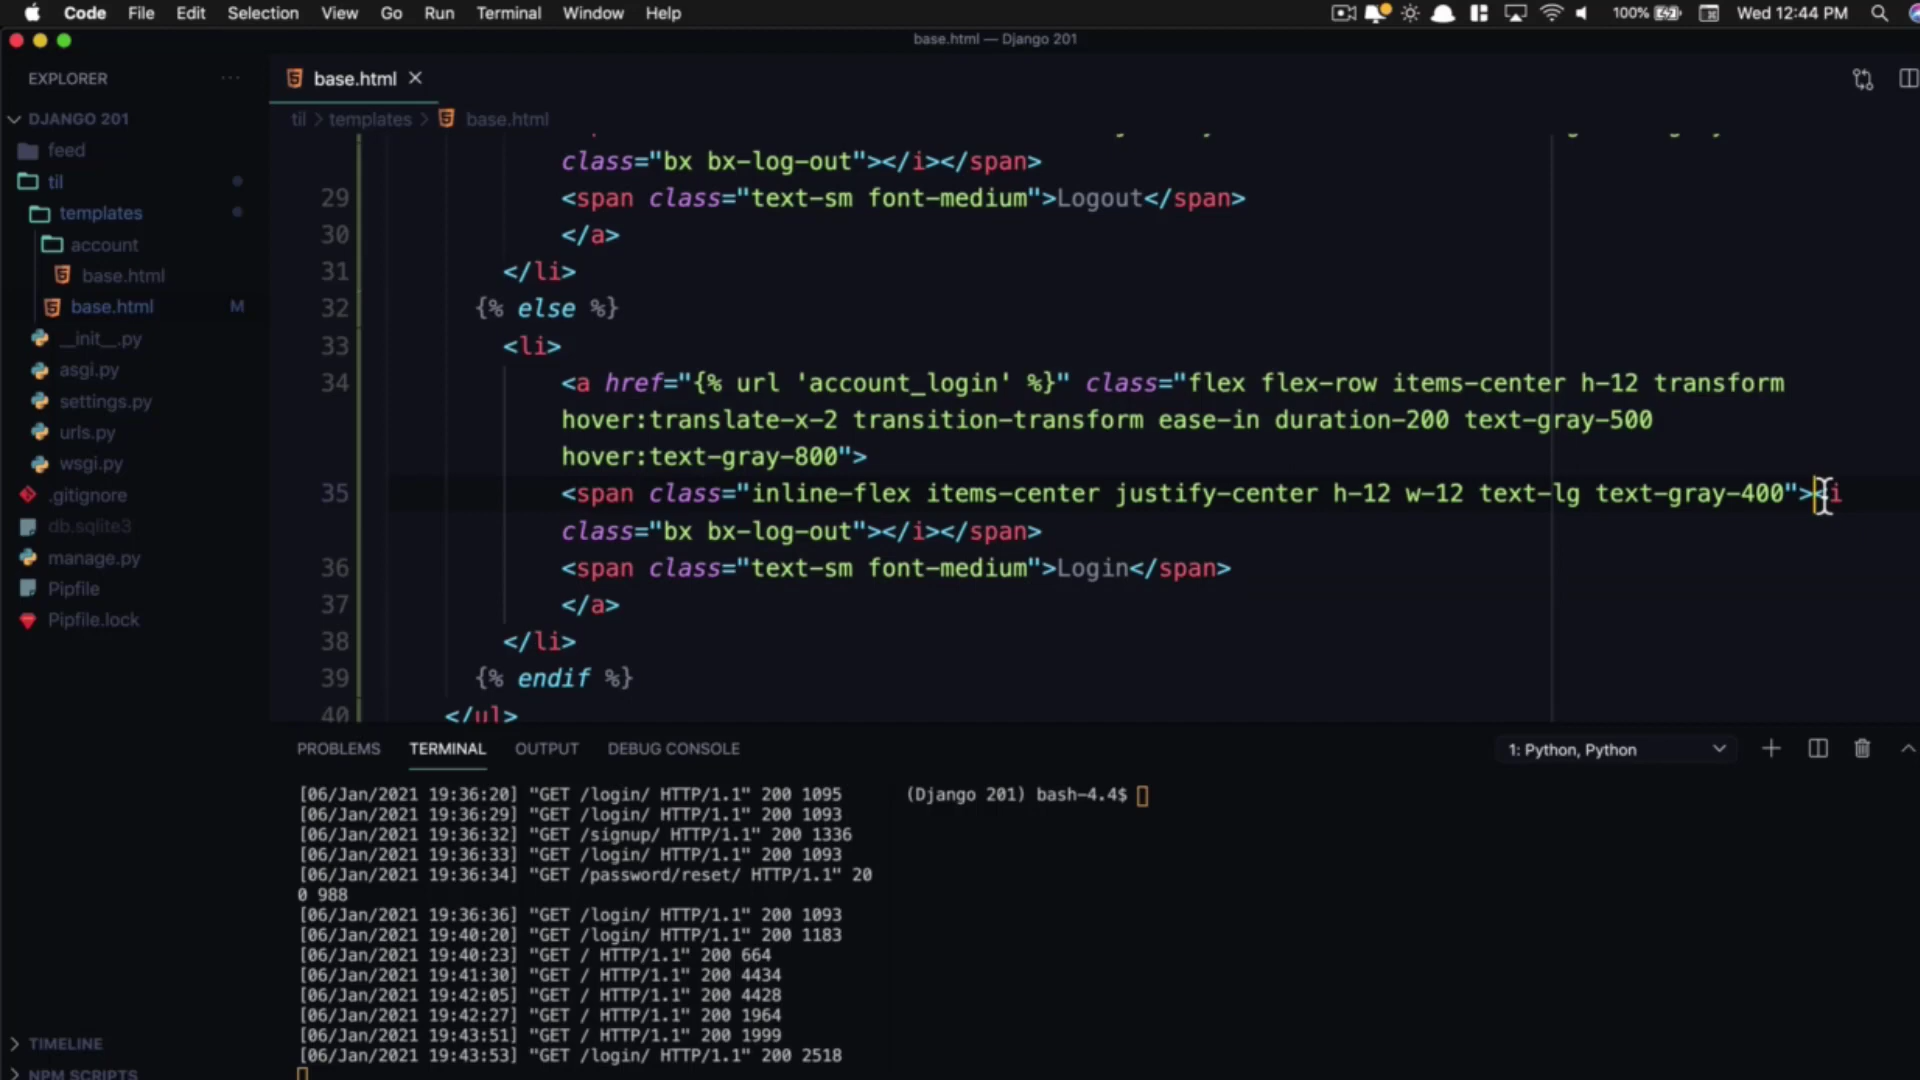 Code File Edit Selection View Go Run Terminal Window Help 100% Wed 12:44 PM
base.html — Django 201
EXPLORER
DJANGO 201
feed
til
templates
account
base.html
base.html M
__init__.py
asgi.py
settings.py
urls.py
wsgi.py
.gitignore
db.sqlite3
manage.py
Pipfile
Pipfile.lock
TIMELINE
NPM SCRIPTS
base.html
til > templates > base.html
class="bx bx-log-out"></i></span>
29 <span class="text-sm font-medium">Logout</span>
30 </a>
31 </li>
32 {% else %}
33 <li>
34 <a href="{% url 'account_login' %}" class="flex flex-row items-center h-12 transform
hover:translate-x-2 transition-transform ease-in duration-200 text-gray-500
hover:text-gray-800">
35 <span class="inline-flex items-center justify-center h-12 w-12 text-lg text-gray-400"><i
class="bx bx-log-out"></i></span>
36 <span class="text-sm font-medium">Login</span>
37 </a>
38 </li>
39 {% endif %}
40 </ul>
PROBLEMS TERMINAL OUTPUT DEBUG CONSOLE 1: Python, Python
[06/Jan/2021 19:36:20] "GET /login/ HTTP/1.1" 200 1095
[06/Jan/2021 19:36:29] "GET /login/ HTTP/1.1" 200 1093
[06/Jan/2021 19:36:32] "GET /signup/ HTTP/1.1" 200 1336
[06/Jan/2021 19:36:33] "GET /login/ HTTP/1.1" 200 1093
[06/Jan/2021 19:36:34] "GET /password/reset/ HTTP/1.1" 20
0 988
[06/Jan/2021 19:36:36] "GET /login/ HTTP/1.1" 200 1093
[06/Jan/2021 19:40:20] "GET /login/ HTTP/1.1" 200 1183
[06/Jan/2021 19:40:23] "GET / HTTP/1.1" 200 664
[06/Jan/2021 19:41:30] "GET / HTTP/1.1" 200 4434
[06/Jan/2021 19:42:05] "GET / HTTP/1.1" 200 4428
[06/Jan/2021 19:42:27] "GET / HTTP/1.1" 200 1964
[06/Jan/2021 19:43:51] "GET / HTTP/1.1" 200 1999
[06/Jan/2021 19:43:53] "GET /login/ HTTP/1.1" 200 2518
(Django 201) bash-4.4$